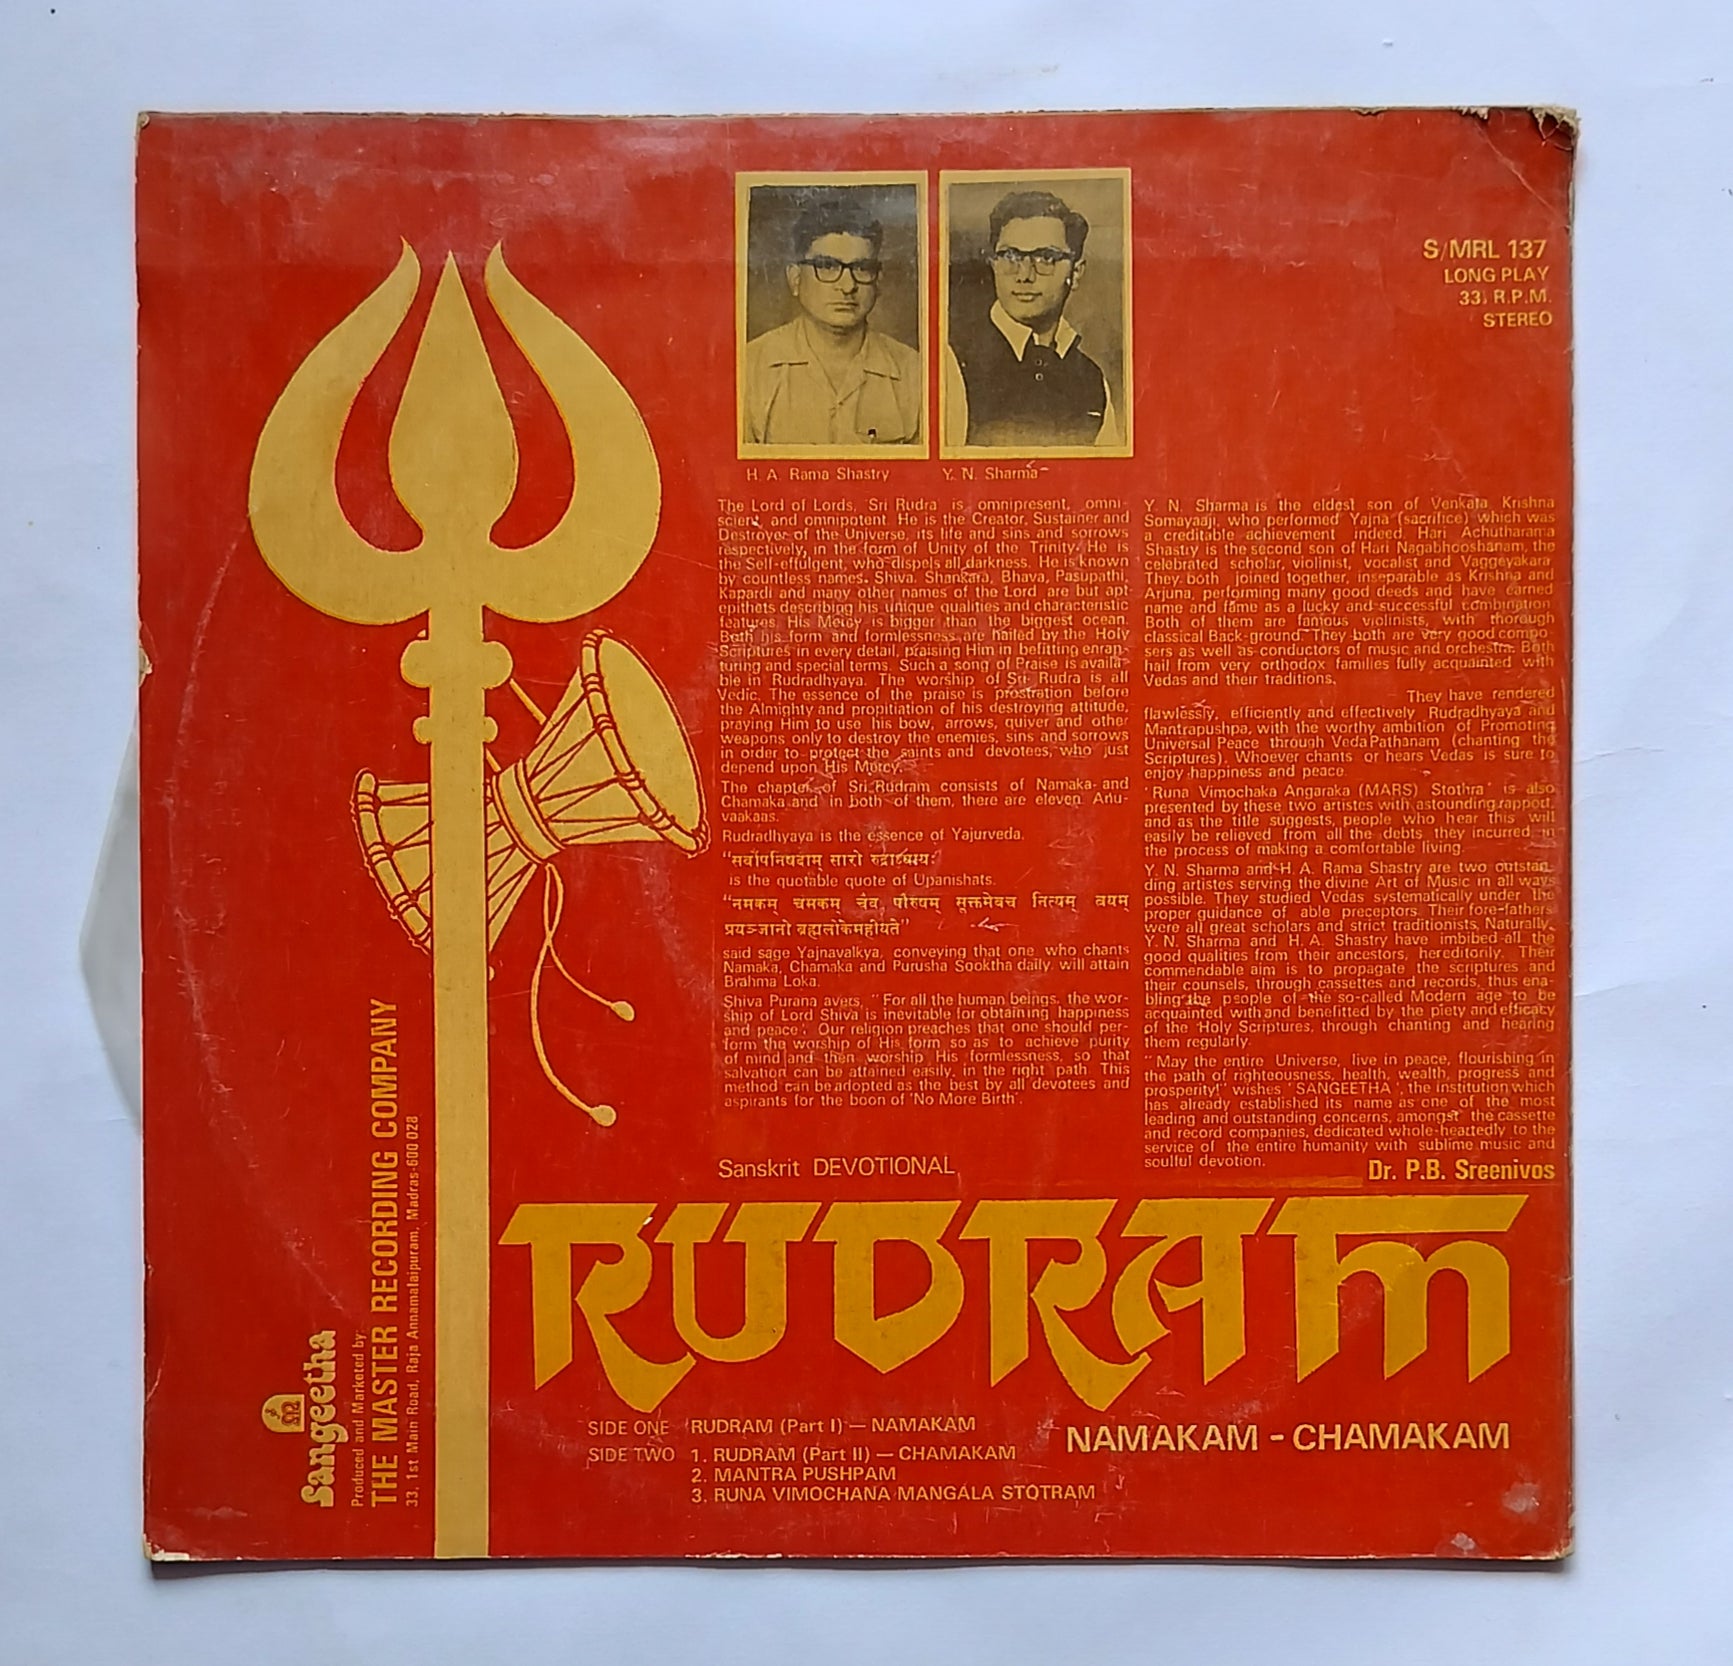 S/MRL 137
LONG PLAY
33⅓ R.P.M.
STEREO
H. A. Rama Shastry
Y. N. Sharma
The Lord of Lords, Sri Rudra is omnipresent, omni-
scient and omnipotent. He is the Creator, Sustainer and
Destroyer of the Universe, its life and sins and sorrows
respectively, in the form of Unity of the Trinity. He is
the Self-effulgent, who dispels all darkness. He is known
by countless names. Shiva, Shankara, Bhava, Pasupathi,
Kapardi and many other names of the Lord are but apt
epithets describing his unique qualities and characteristic
features. His Mercy is bigger than the biggest ocean.
Both his form and formlessness are hailed by the Holy
Scriptures in every detail, praising Him in befitting enrap-
turing and special terms. Such a song of Praise is availa-
ble in Rudradhyaya. The worship of Sri Rudra is all
Vedic. The essence of the praise is prostration before
the Almighty and propitiation of his destroying attitude,
praying Him to use his bow, arrows, quiver and other
weapons only to destroy the enemies, sins and sorrows
in order to protect the saints and devotees, who just
depend upon His Mercy.
The chapter of Sri Rudram consists of Namaka and
Chamaka and in both of them, there are eleven Anu-
vaakaas.
Rudradhyaya is the essence of Yajurveda.
"सर्वोपनिषदाम् सारो रुद्राध्यायः
is the quotable quote of Upanishats.
"नमकम् चमकम् चैव पौरुषम् सूक्तमेवच नित्यम् त्रयम्
प्रयञ्जानो ब्रह्मलोकेमहीयते"
said sage Yajnavalkya, conveying that one who chants
Namaka, Chamaka and Purusha Sooktha daily will attain
Brahma Loka.
Shiva Purana avers, "For all the human beings, the wor-
ship of Lord Shiva is inevitable for obtaining happiness
and peace'. Our religion preaches that one should per-
form the worship of His form so as to achieve purity
of mind and then worship His formlessness, so that
salvation can be attained easily, in the right path. This
method can be adopted as the best by all devotees and
aspirants for the boon of 'No More Birth'.
Y. N. Sharma is the eldest son of Venkata Krishna
Somayaaji, who performed Yajna (sacrifice) which was
a creditable achievement indeed. Hari Achutharama
Shastry is the second son of Hari Nagabhooshanam, the
celebrated scholar, violinist, vocalist and Vaggeyakara.
They both joined together, inseparable as Krishna and
Arjuna, performing many good deeds and have earned
name and fame as a lucky and successful combination.
Both of them are famous violinists, with thorough
classical Back-ground. They both are very good compo-
sers as well as conductors of music and orchestra. Both
hail from very orthodox families fully acquainted with
Vedas and their traditions.
They have rendered
flawlessly, efficiently and effectively Rudradhyaya and
Mantrapushpa, with the worthy ambition of Promoting
Universal Peace through Veda Pathanam (chanting the
Scriptures). Whoever chants or hears Vedas is sure to
enjoy happiness and peace.
'Runa Vimochaka Angaraka (MARS) Stothra' is also
presented by these two artistes with astounding rapport,
and as the title suggests, people who hear this will
easily be relieved from all the debts they incurred in
the process of making a comfortable living.
Y. N. Sharma and H. A. Rama Shastry are two outstan-
ding artistes serving the divine Art of Music in all ways
possible. They studied Vedas systematically under the
proper guidance of able preceptors. Their fore-fathers
were all great scholars and strict traditionists. Naturally,
Y. N. Sharma and H. A. Shastry have imbibed all the
good qualities from their ancestors, hereditorily. Their
commendable aim is to propagate the scriptures and
their counsels, through cassettes and records, thus ena-
bling the people of the so-called Modern age to be
acquainted with and benefitted by the piety and efficacy
of the Holy Scriptures, through chanting and hearing
them regularly.
"May the entire Universe, live in peace, flourishing in
the path of righteousness, health, wealth, progress and
prosperity!" wishes 'SANGEETHA', the institution which
has already established its name as one of the most
leading and outstanding concerns, amongst the cassette
and record companies, dedicated whole-heartedly to the
service of the entire humanity with sublime music and
soulful devotion.
Dr. P.B. Sreenivos
Sanskrit DEVOTIONAL
RUDRAM
NAMAKAM - CHAMAKAM
SIDE ONE RUDRAM (Part I) — NAMAKAM
SIDE TWO 1. RUDRAM (Part II) — CHAMAKAM
2. MANTRA PUSHPAM
3. RUNA VIMOCHANA MANGALA STOTRAM
Sangeetha
Produced and Marketed by:
THE MASTER RECORDING COMPANY
33, 1st Main Road, Raja Annamalaipuram, Madras-600 028